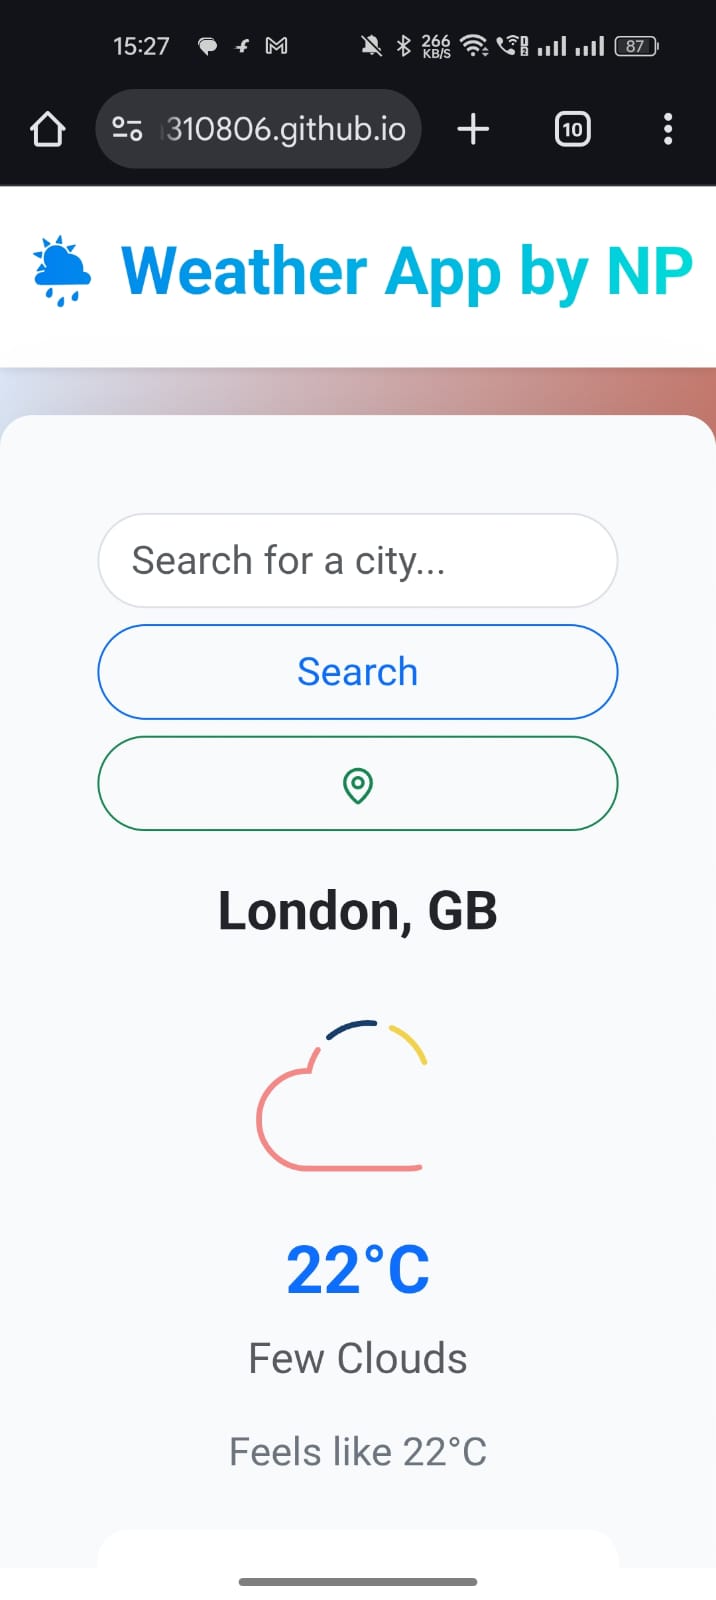 15:27 266 KB/S 87
310806.github.io 10
Weather App by NP
Search for a city...
Search
London, GB
22°C
Few Clouds
Feels like 22°C